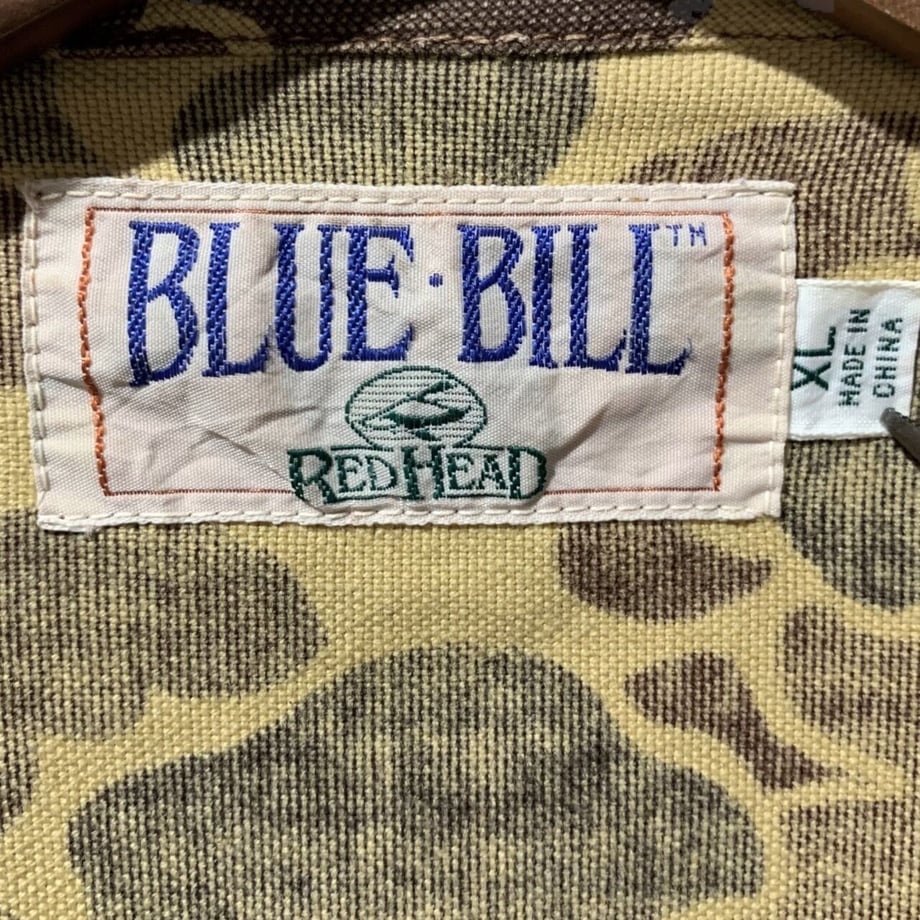 BLUE·BILL™
REDHEAD
XL
MADE IN
CHINA